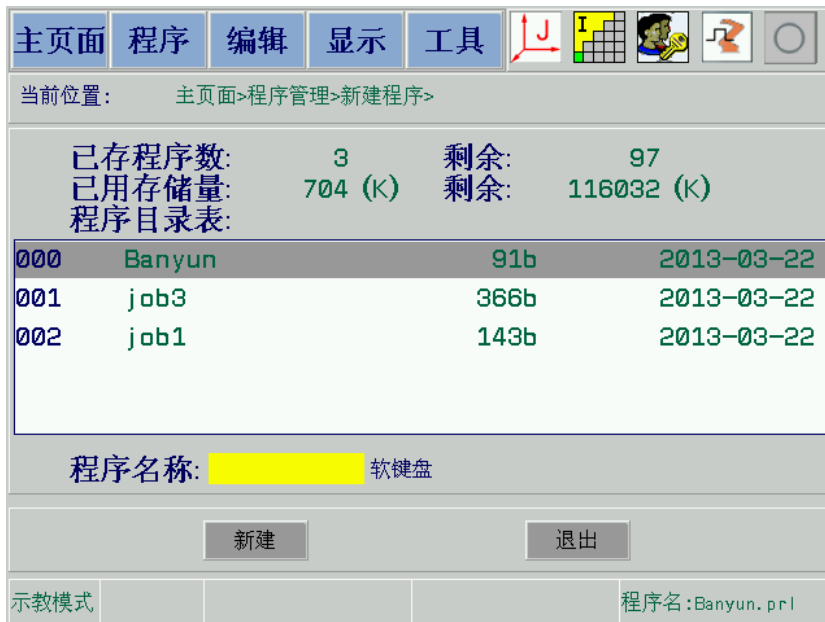 主页面 程序 编辑 显示 工具 J I
当前位置: 主页面>程序管理>新建程序>
已存程序数: 3 剩余: 97
已用存储量: 704 (K) 剩余: 116032 (K)
程序目录表:
000 Banyun 91b 2013-03-22
001 job3 366b 2013-03-22
002 job1 143b 2013-03-22
程序名称: 软键盘
新建 退出
示教模式 程序名:Banyun.prl